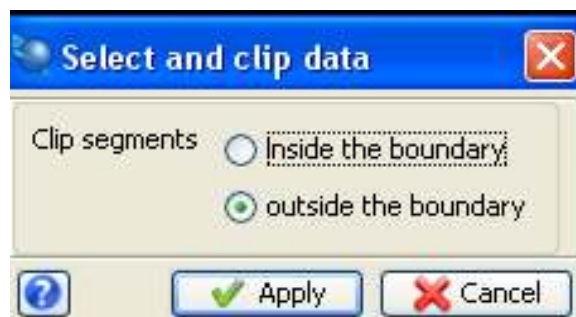 Select and clip data
Clip segments
Inside the boundary
outside the boundary
? Apply Cancel